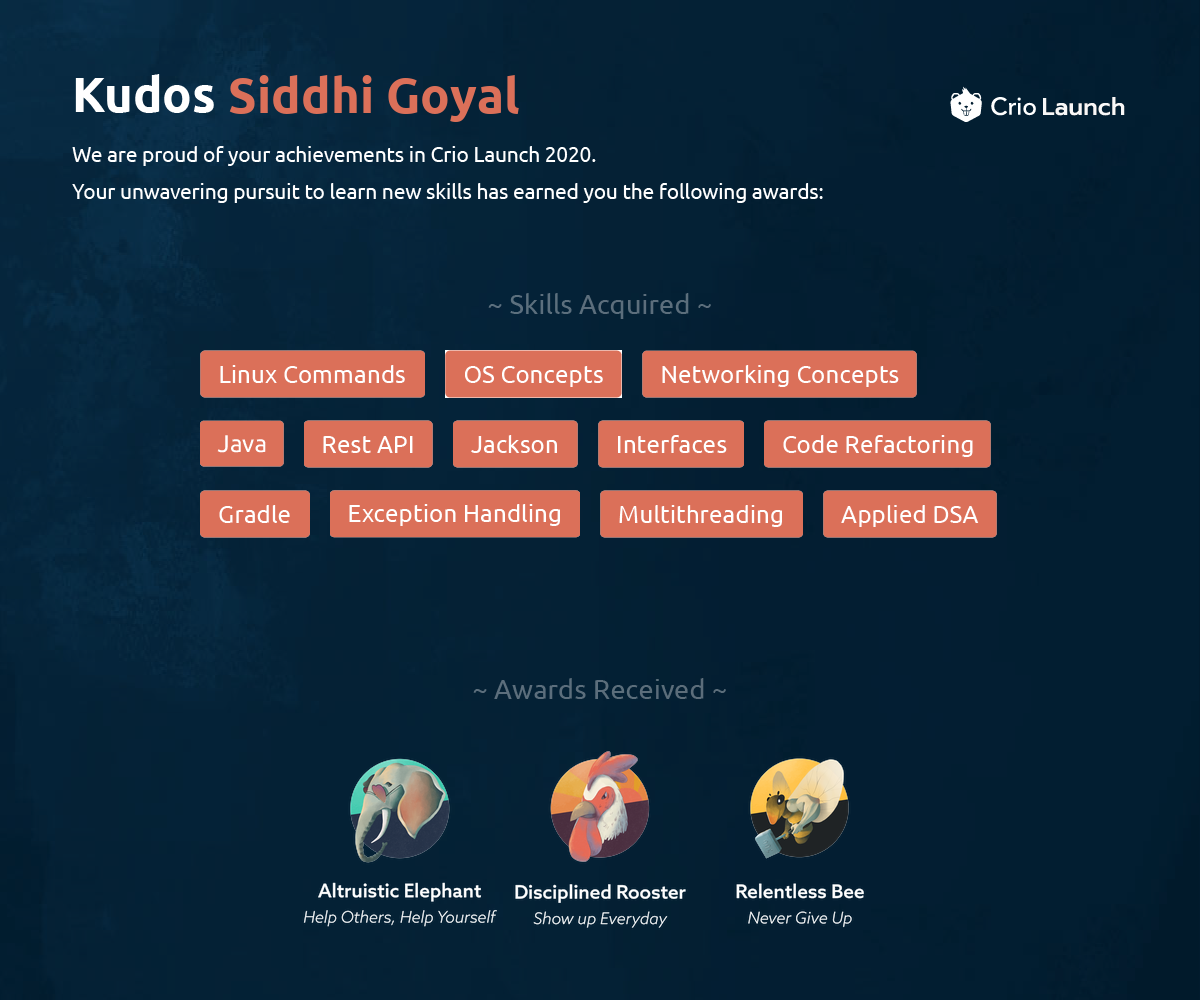 Kudos Siddhi Goyal
Crio Launch
We are proud of your achievements in Crio Launch 2020.
Your unwavering pursuit to learn new skills has earned you the following awards:
~ Skills Acquired ~
Linux Commands OS Concepts Networking Concepts
Java Rest API Jackson Interfaces Code Refactoring
Gradle Exception Handling Multithreading Applied DSA
~ Awards Received ~
Altruistic Elephant Disciplined Rooster Relentless Bee
Help Others, Help Yourself Show up Everyday Never Give Up